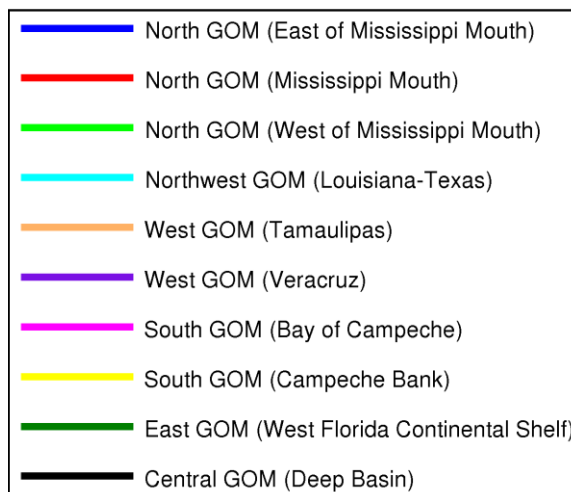 North GOM (East of Mississippi Mouth)
North GOM (Mississippi Mouth)
North GOM (West of Mississippi Mouth)
Northwest GOM (Louisiana-Texas)
West GOM (Tamaulipas)
West GOM (Veracruz)
South GOM (Bay of Campeche)
South GOM (Campeche Bank)
East GOM (West Florida Continental Shelf)
Central GOM (Deep Basin)